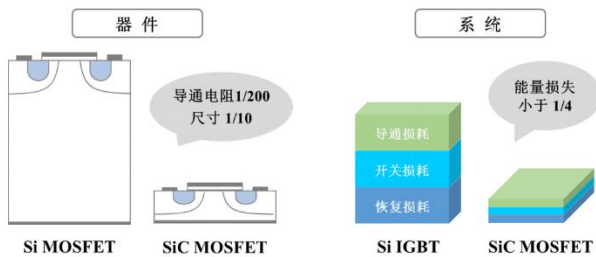 器 件
系 统
导通电阻1/200
尺寸 1/10
能量损失
小于 1/4
导通损耗
开关损耗
恢复损耗
Si MOSFET
SiC MOSFET
Si IGBT
SiC MOSFET